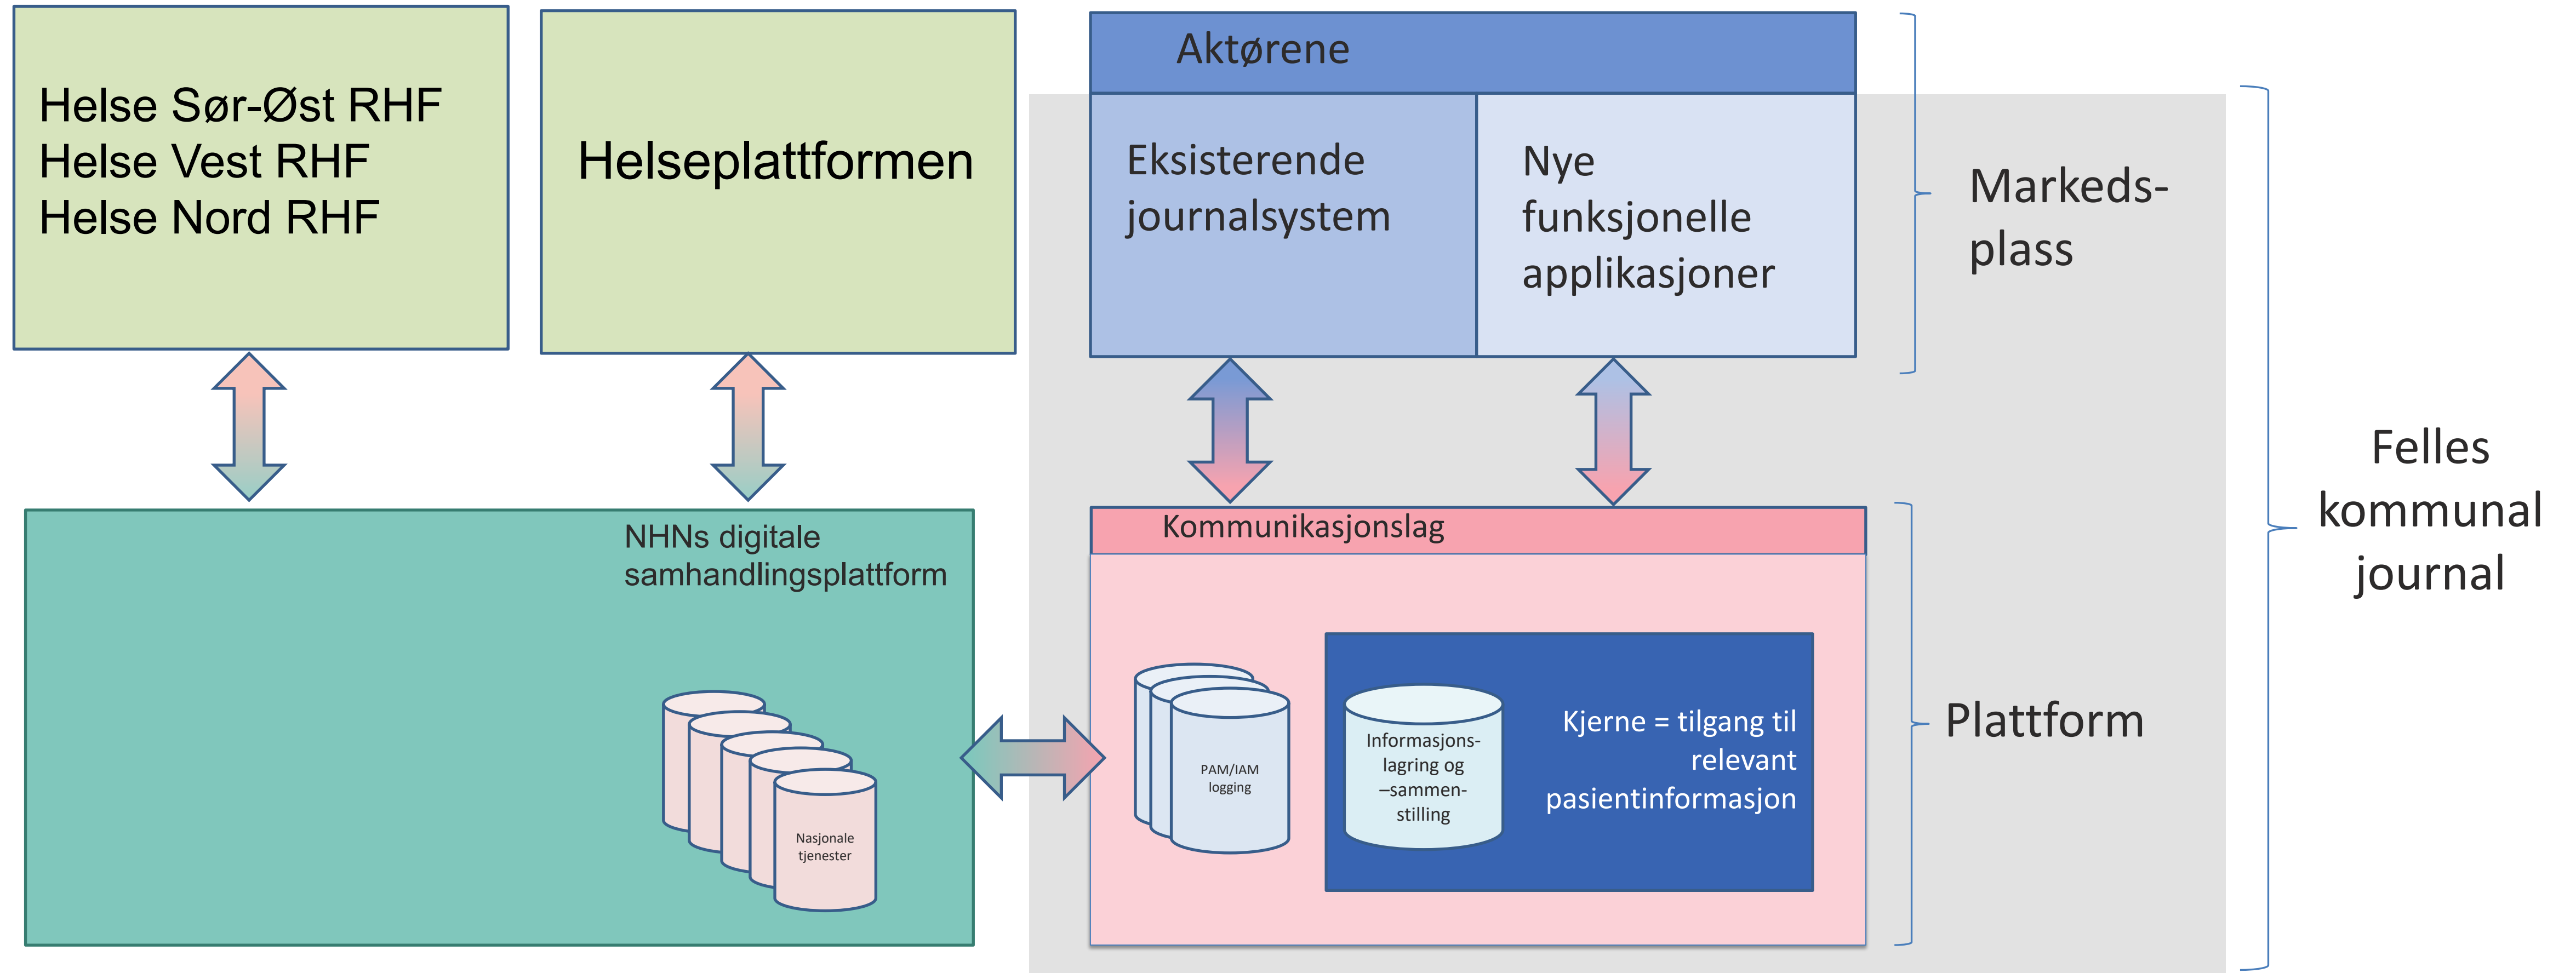 Helse Sør-Øst RHF
Helse Vest RHF
Helse Nord RHF
Helseplattformen
Aktørene
Eksisterende
journalsystem
Nye
funksjonelle
applikasjoner
Markeds-
plass
Felles
kommunal
journal
NHNs digitale
samhandlingsplattform
Nasjonale
tjenester
Kommunikasjonslag
PAM/IAM
logging
Informasjons-
lagring og
–sammen-
stilling
Kjerne = tilgang til
relevant
pasientinformasjon
Plattform